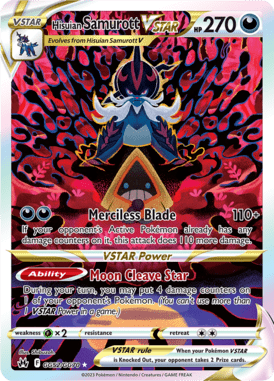 VSTAR Hisuian Samurott VSTAR HP 270
Evolves from Hisuian Samurott V
Merciless Blade 110+
If your opponent's Active Pokémon already has any
damage counters on it, this attack does 110 more damage.
VSTAR Power
Ability Moon Cleave Star
During your turn, you may put 4 damage counters on
1 of your opponent's Pokémon. (You can't use more than
1 VSTAR Power in a game.)
weakness ×2 resistance retreat
VSTAR rule When your Pokémon VSTAR
is Knocked Out, your opponent takes 2 Prize cards.
Illus.
F GG52/GG70
©2023 Pokémon / Nintendo / Creatures / GAME FREAK